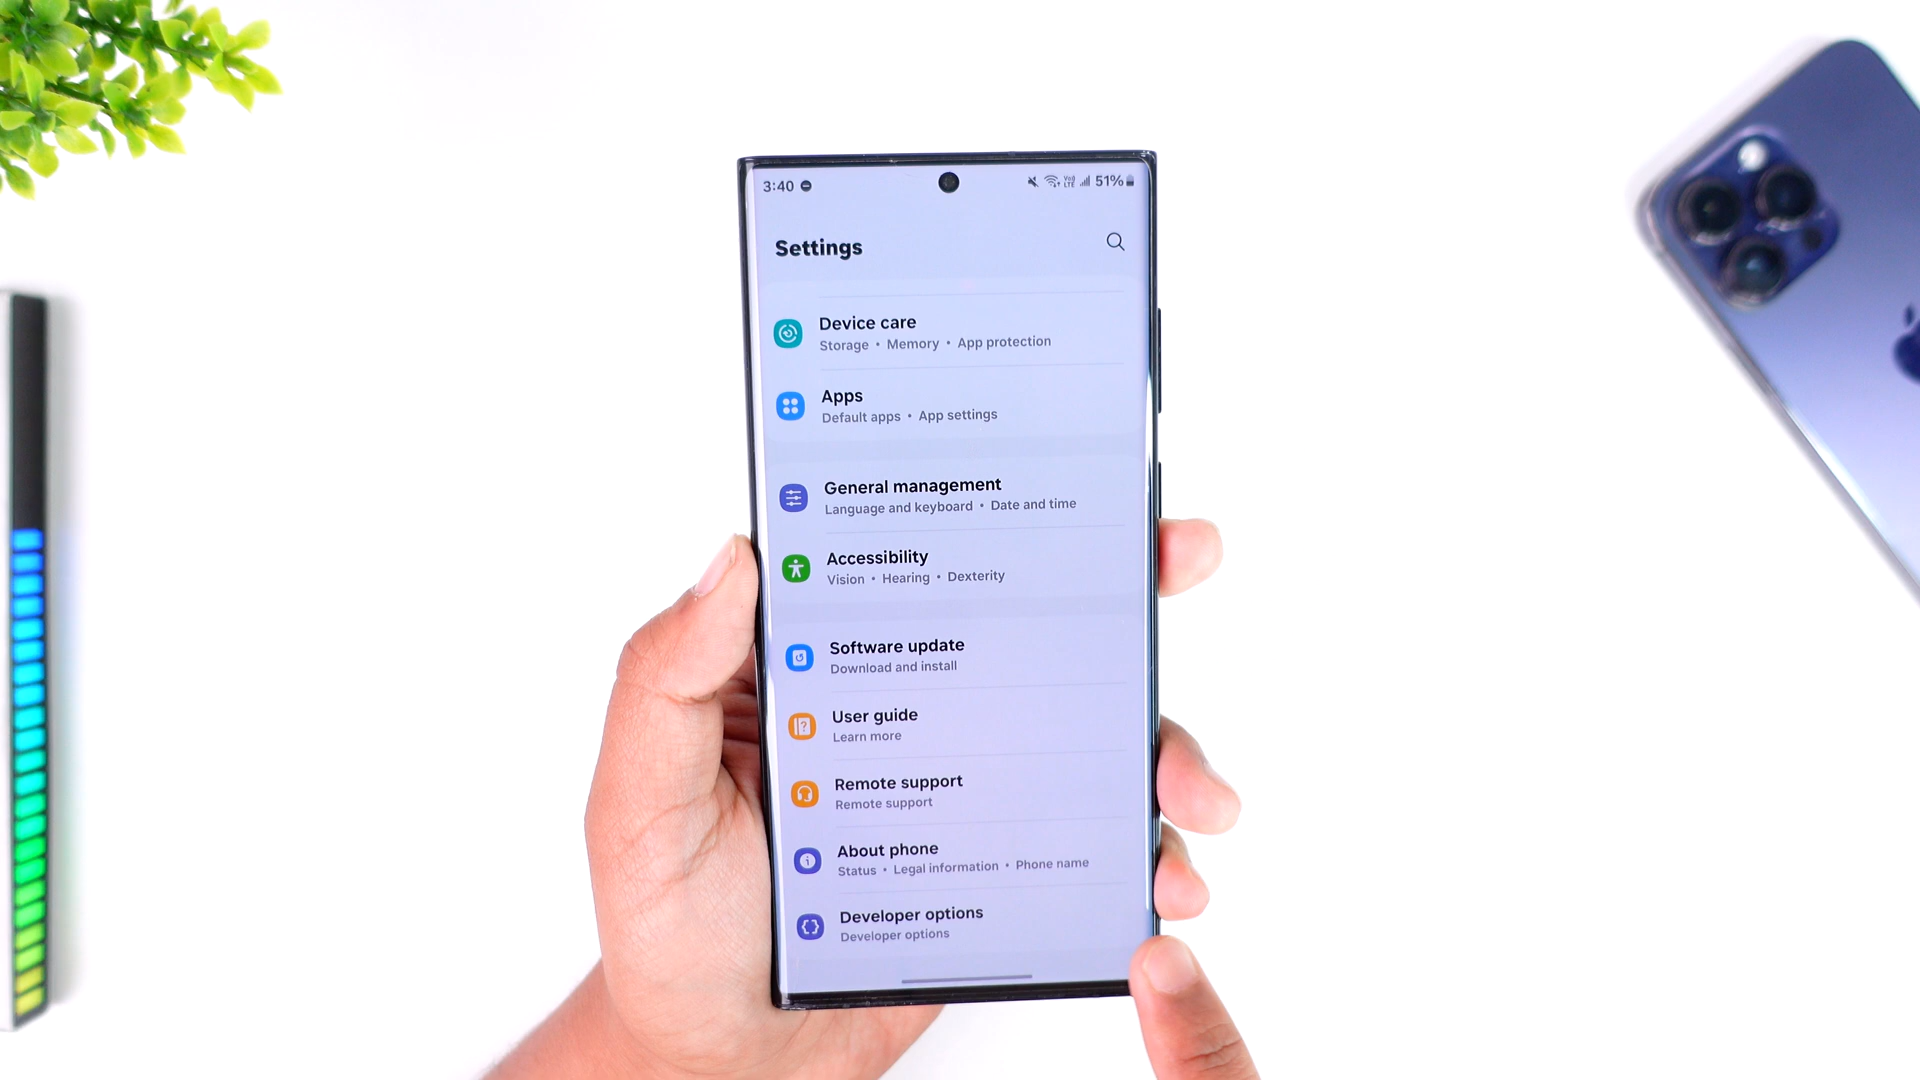 3:40
Vo)) LTE 51%
Settings
Device care
Storage • Memory • App protection
Apps
Default apps • App settings
General management
Language and keyboard • Date and time
Accessibility
Vision • Hearing • Dexterity
Software update
Download and install
User guide
Learn more
Remote support
Remote support
About phone
Status • Legal information • Phone name
Developer options
Developer options